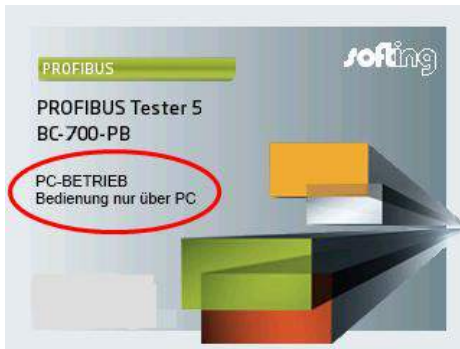 softing
PROFIBUS
PROFIBUS Tester 5
BC-700-PB
PC-BETRIEB
Bedienung nur über PC